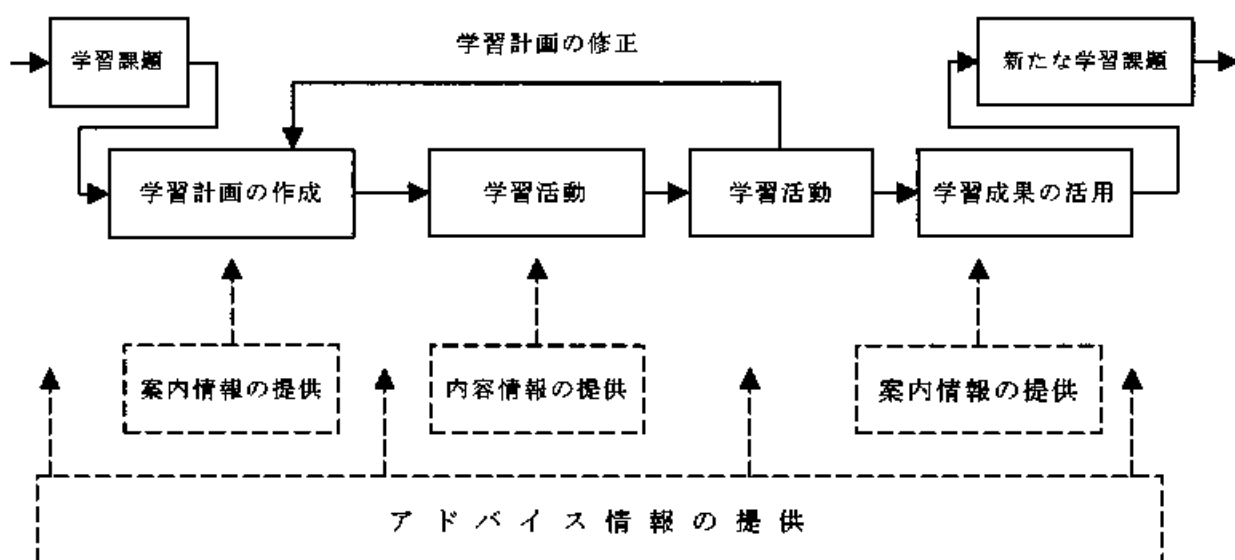 学習課題
学習計画の修正
新たな学習課題
学習計画の作成
学習活動
学習活動
学習成果の活用
案内情報の提供
内容情報の提供
案内情報の提供
アドバイス情報の提供